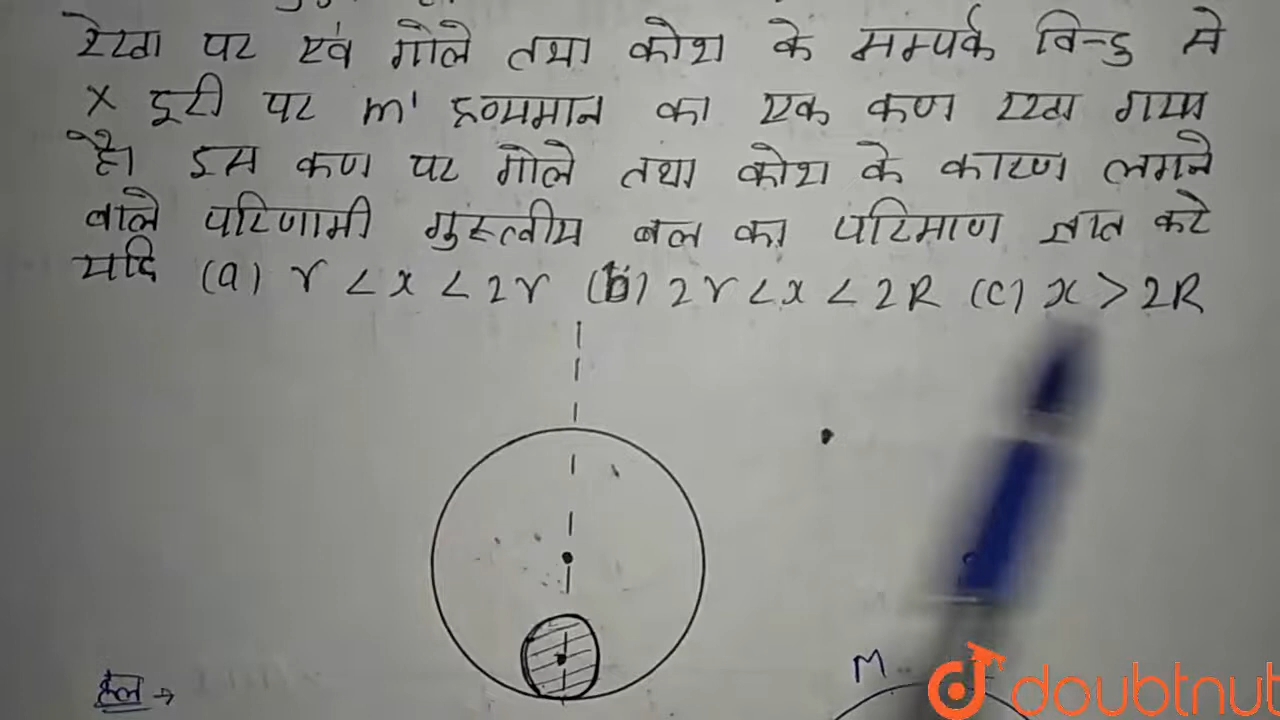 रेखा पर एवं गोले तथा कोश के सम्पर्क विन्दु से
x दूरी पर m' द्रव्यमान का एक कण रखा गया
है। इस कण पर गोले तथा कोश के कारण लगने
वाले परिणामी गुरुत्वीय बल का परिमाण ज्ञात करे
यदि (a) r < x < 2r (b) 2r < x < 2R (c) x > 2R
हल →
M
doubtnut